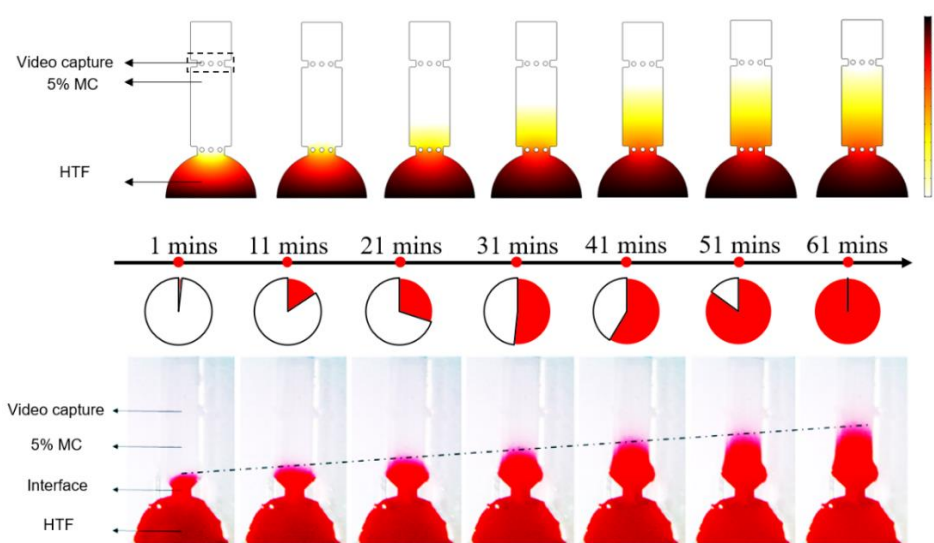 Video capture
5% MC
HTF
1 mins 11 mins 21 mins 31 mins 41 mins 51 mins 61 mins
Video capture
5% MC
Interface
HTF